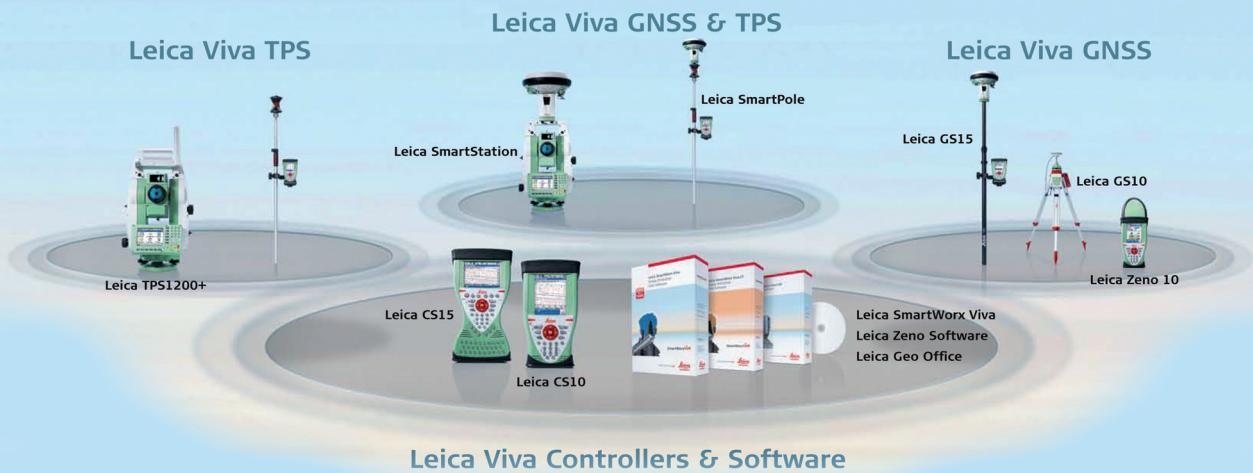 Leica Viva GNSS & TPS
Leica Viva TPS
Leica Viva GNSS
Leica SmartPole
Leica SmartStation
Leica GS15
Leica GS10
Leica TPS1200+
Leica Zeno 10
Leica CS15
Leica CS10
Leica SmartWorx Viva
Leica Zeno Software
Leica Geo Office
Leica Viva Controllers & Software